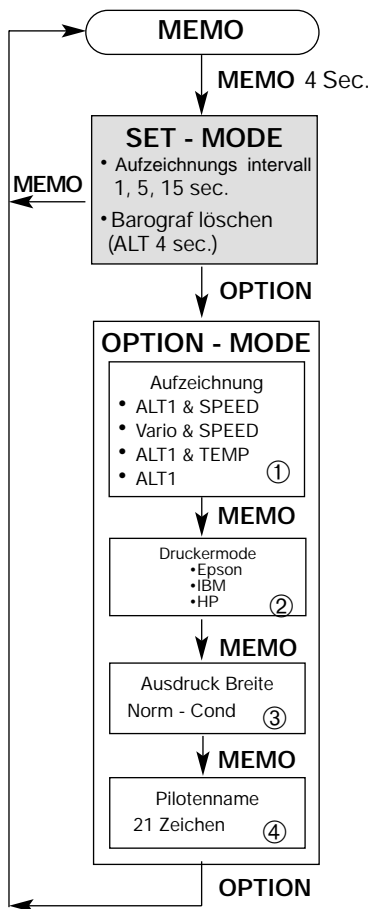 MEMO
MEMO 4 Sec.
SET - MODE
• Aufzeichnungs intervall
1, 5, 15 sec.
MEMO
• Barograf löschen
(ALT 4 sec.)
OPTION
OPTION - MODE
Aufzeichnung
• ALT1 & SPEED
• Vario & SPEED
• ALT1 & TEMP
• ALT1
①
MEMO
Druckermode
•Epson
•IBM
•HP
②
MEMO
Ausdruck Breite
Norm - Cond
③
MEMO
Pilotenname
21 Zeichen
④
OPTION